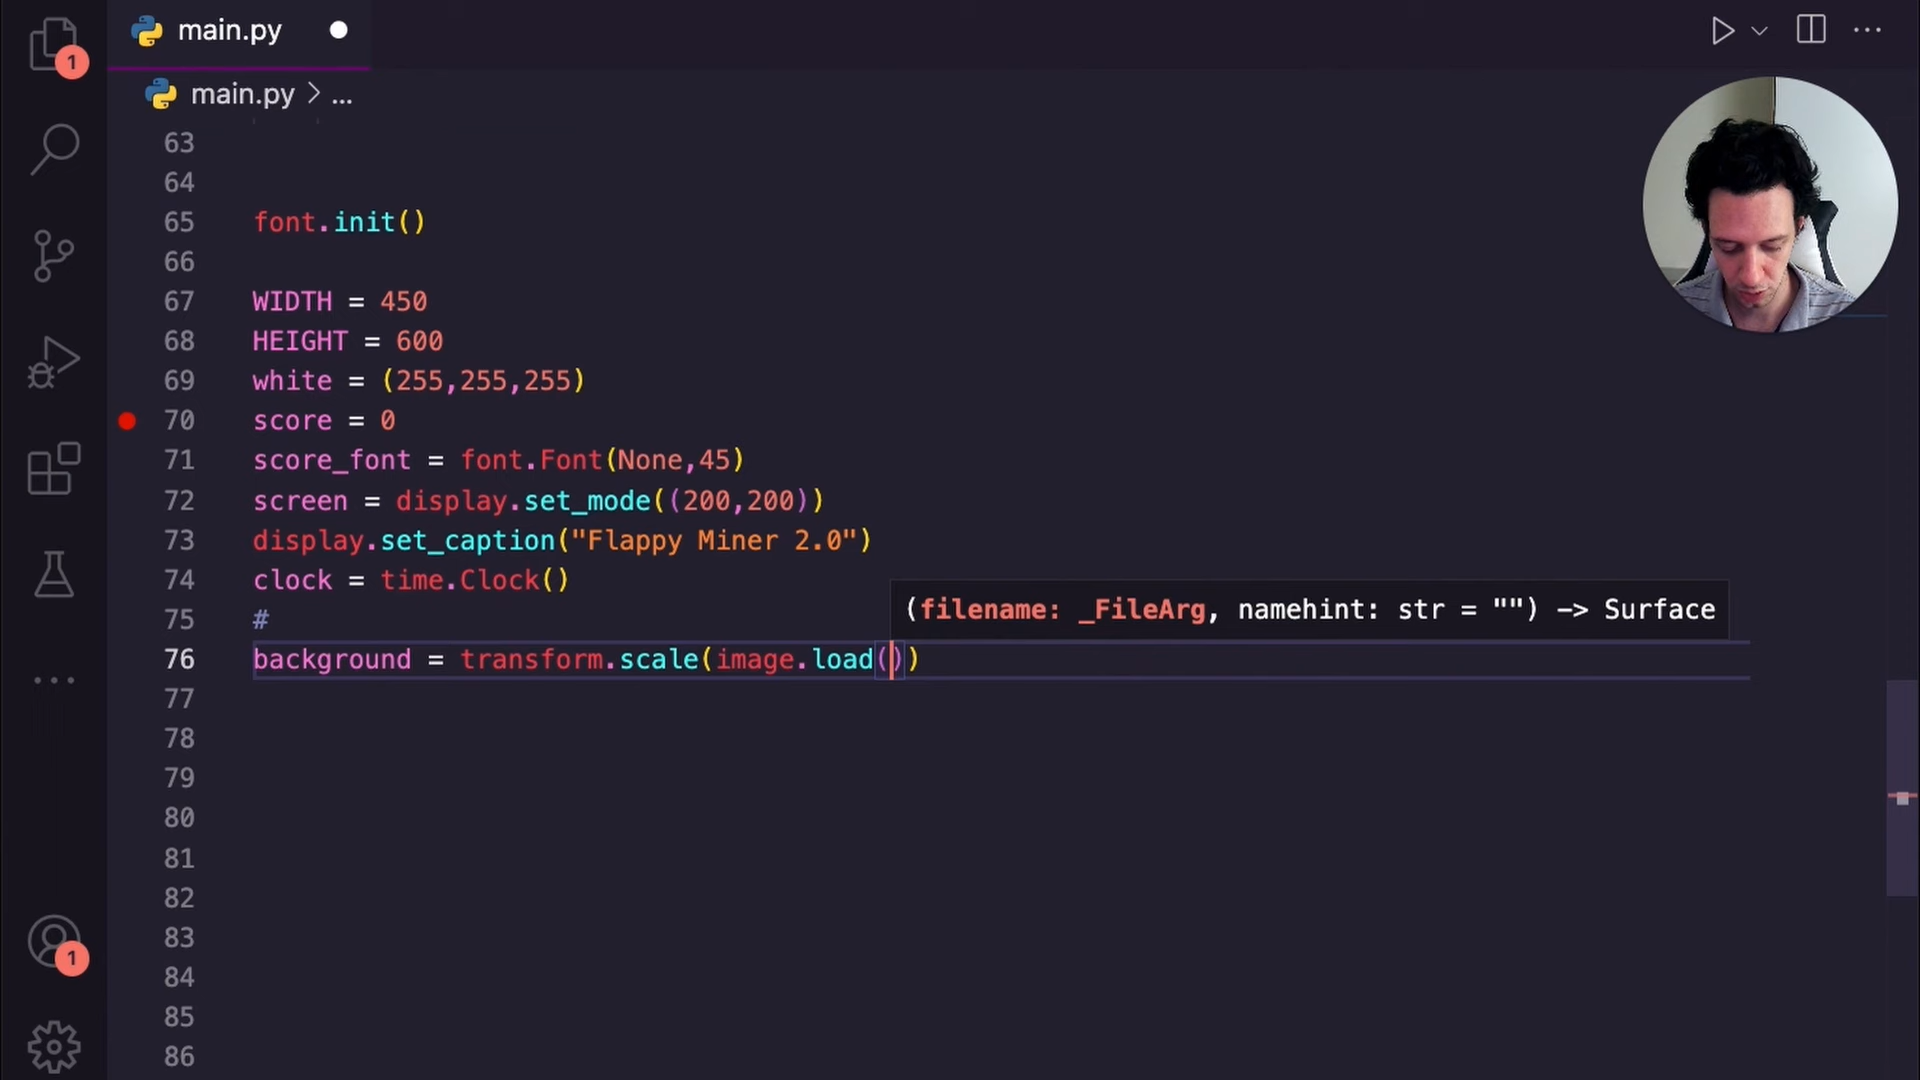 main.py
main.py > ...
63
64
65 font.init()
66
67 WIDTH = 450
68 HEIGHT = 600
69 white = (255,255,255)
70 score = 0
71 score_font = font.Font(None,45)
72 screen = display.set_mode((200,200))
73 display.set_caption("Flappy Miner 2.0")
74 clock = time.Clock()
(filename: _FileArg, namehint: str = "") -> Surface
75 #
76 background = transform.scale(image.load())
77
78
79
80
81
82
83
84
85
86
1
1